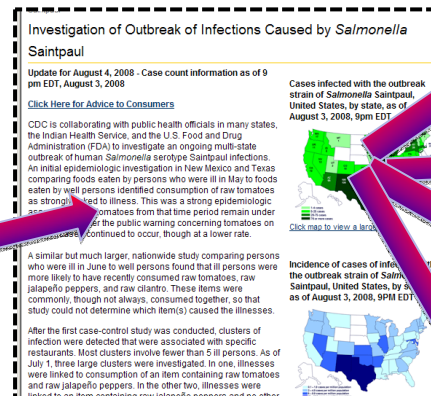 Investigation of Outbreak of Infections Caused by Salmonella
Saintpaul
Update for August 4, 2008 - Case count information as of 9
pm EDT, August 3, 2008
Click Here for Advice to Consumers
CDC is collaborating with public health officials in many states,
the Indian Health Service, and the U.S. Food and Drug
Administration (FDA) to investigate an ongoing multi-state
outbreak of human Salmonella serotype Saintpaul infections.
An initial epidemiologic investigation in New Mexico and Texas
comparing foods eaten by persons who were ill in May to foods
eaten by well persons identified consumption of raw tomatoes
as strongly ked to illness. This was a strong epidemiologic
omatoes from that time period remain under
er the public warning concerning tomatoes on
continued to occur, though at a lower rate.
A similar but much larger, nationwide study comparing persons
who were ill in June to well persons found that ill persons were
more likely to have recently consumed raw tomatoes, raw
jalapeño peppers, and raw cilantro. These items were
commonly, though not always, consumed together, so that
study could not determine which item(s) caused the illnesses.
After the first case-control study was conducted, clusters of
infection were detected that were associated with specific
restaurants. Most clusters involve fewer than 5 ill persons. As of
July 1, three large clusters were investigated. In one, illnesses
were linked to consumption of an item containing raw tomatoes
and raw jalapeño peppers. In the other two, illnesses were
linked to an item containing raw jalapeño peppers and no other
Cases infected with the outbreak
strain of Salmonella Saintpaul,
United States, by state, as of
August 3, 2008, 9pm EDT
Click map to view a large
Incidence of cases of infe
the outbreak strain of Salm
Saintpaul, United States, by s
as of August 3, 2008, 9PM EDT